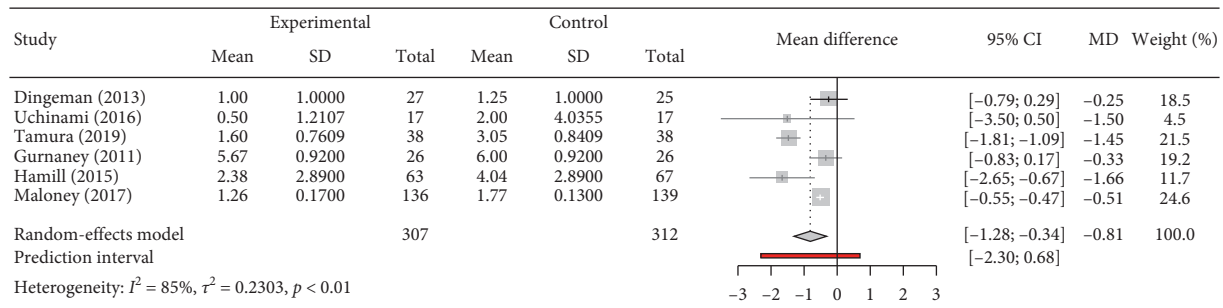 Study Experimental Control Mean difference 95% CI MD Weight (%)
Mean SD Total Mean SD Total
Dingeman (2013) 1.00 1.0000 27 1.25 1.0000 25 [–0.79; 0.29] –0.25 18.5
Uchinami (2016) 0.50 1.2107 17 2.00 4.0355 17 [–3.50; 0.50] –1.50 4.5
Tamura (2019) 1.60 0.7609 38 3.05 0.8409 38 [–1.81; –1.09] –1.45 21.5
Gurnaney (2011) 5.67 0.9200 26 6.00 0.9200 26 [–0.83; 0.17] –0.33 19.2
Hamill (2015) 2.38 2.8900 63 4.04 2.8900 67 [–2.65; –0.67] –1.66 11.7
Maloney (2017) 1.26 0.1700 136 1.77 0.1300 139 [–0.55; –0.47] –0.51 24.6
Random-effects model 307 312 [–1.28; –0.34] –0.81 100.0
Prediction interval [–2.30; 0.68]
Heterogeneity: I² = 85%, τ² = 0.2303, p < 0.01
–3 –2 –1 0 1 2 3